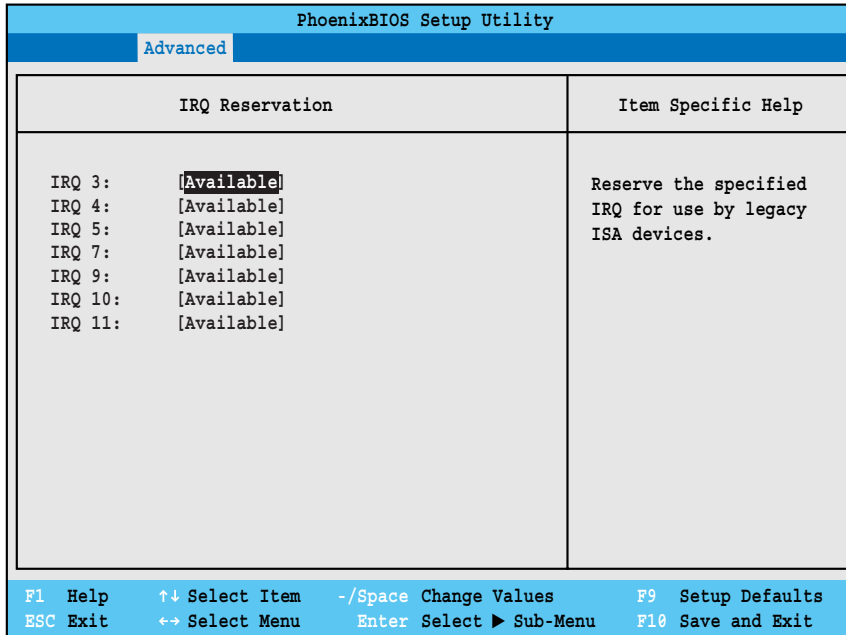 PhoenixBIOS Setup Utility
Advanced
IRQ Reservation
Item Specific Help
IRQ 3: [Available]
IRQ 4: [Available]
IRQ 5: [Available]
IRQ 7: [Available]
IRQ 9: [Available]
IRQ 10: [Available]
IRQ 11: [Available]
Reserve the specified
IRQ for use by legacy
ISA devices.
F1 Help ↑↓ Select Item -/Space Change Values F9 Setup Defaults
ESC Exit ←→ Select Menu Enter Select ▶ Sub-Menu F10 Save and Exit